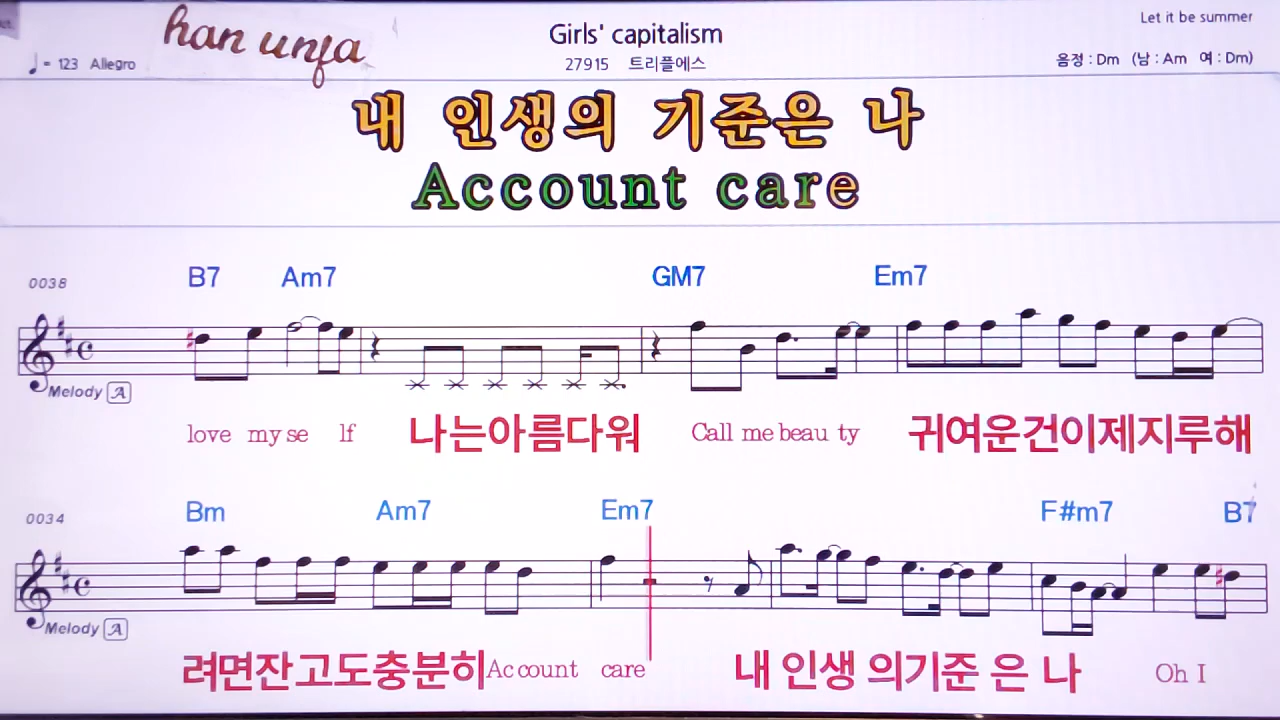 han unja
Girls' capitalism
Let it be summer
♩= 123 Allegro
27915 트리플에스
음정 : Dm (남 : Am 여 : Dm)
내 인생의 기준은 나
Account care
0038
B7 Am7 GM7 Em7
Melody A
love my se lf 나는아름다워 Call me beau ty 귀여운건이제지루해
0034
Bm Am7 Em7 F#m7 B7
Melody A
려면잔고도충분히 Ac count care 내 인생 의기준 은 나 Oh I